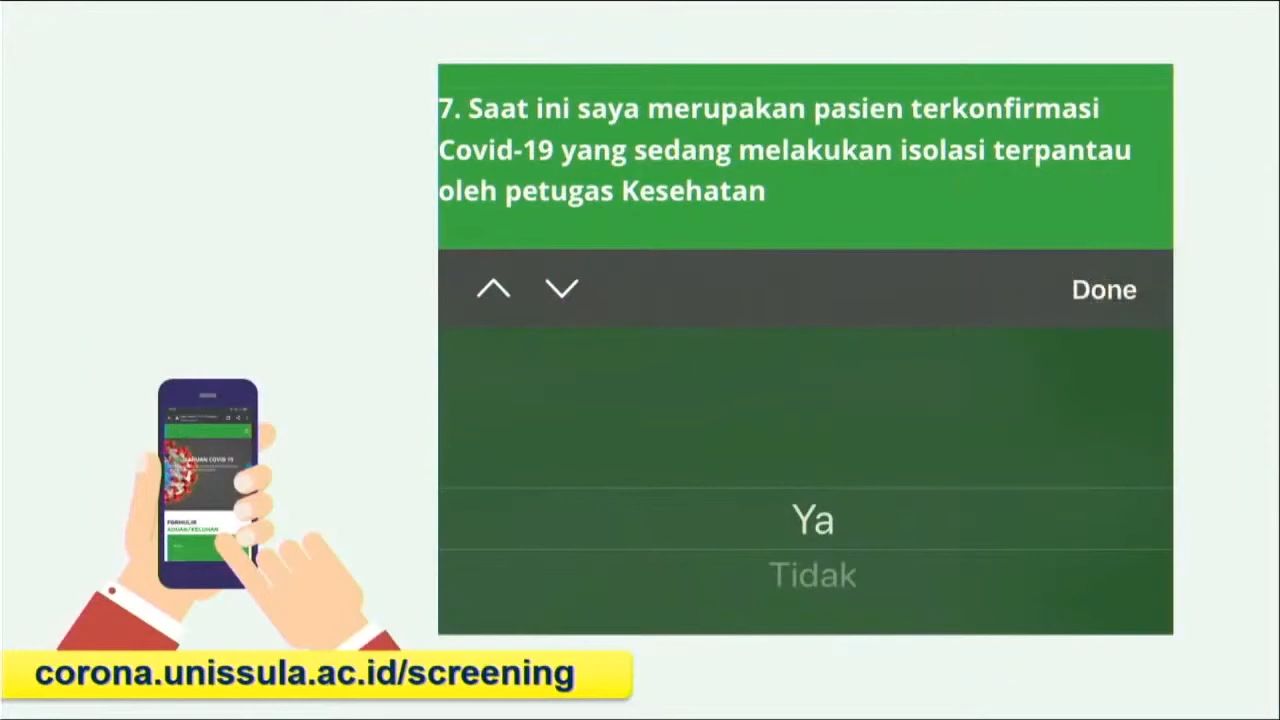 7. Saat ini saya merupakan pasien terkonfirmasi
Covid-19 yang sedang melakukan isolasi terpantau
oleh petugas Kesehatan
Done
Ya
Tidak
FORMULIR
corona.unissula.ac.id/screening